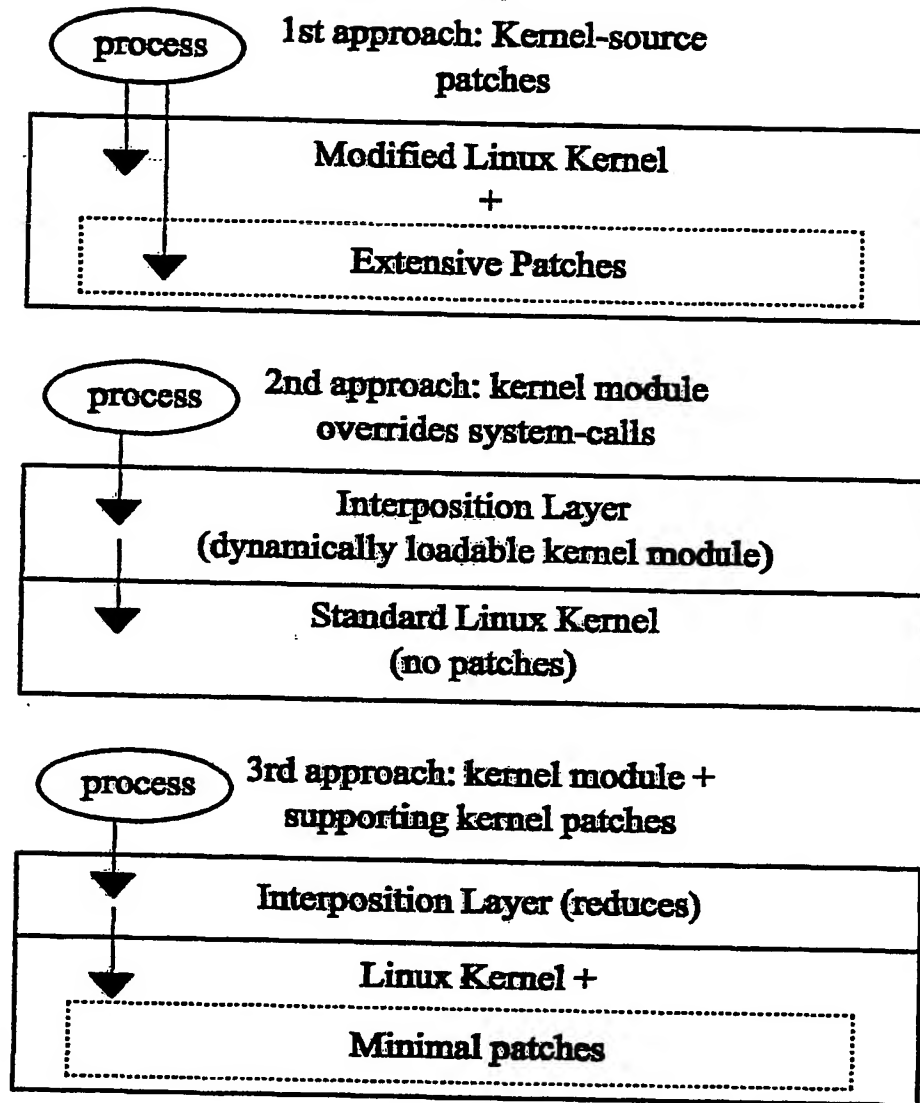 process
1st approach: Kernel-source
patches
Modified Linux Kernel
+
Extensive Patches
process
2nd approach: kernel module
overrides system-calls
Interposition Layer
(dynamically loadable kernel module)
Standard Linux Kernel
(no patches)
process
3rd approach: kernel module +
supporting kernel patches
Interposition Layer (reduces)
Linux Kernel +
Minimal patches